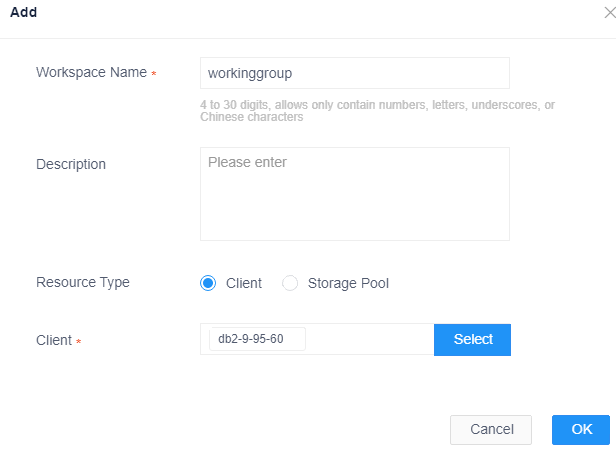 Add
Workspace Name *
workinggroup
4 to 30 digits, allows only contain numbers, letters, underscores, or
Chinese characters
Description
Please enter
Resource Type
Client
Storage Pool
Client *
db2-9-95-60
Select
Cancel
OK